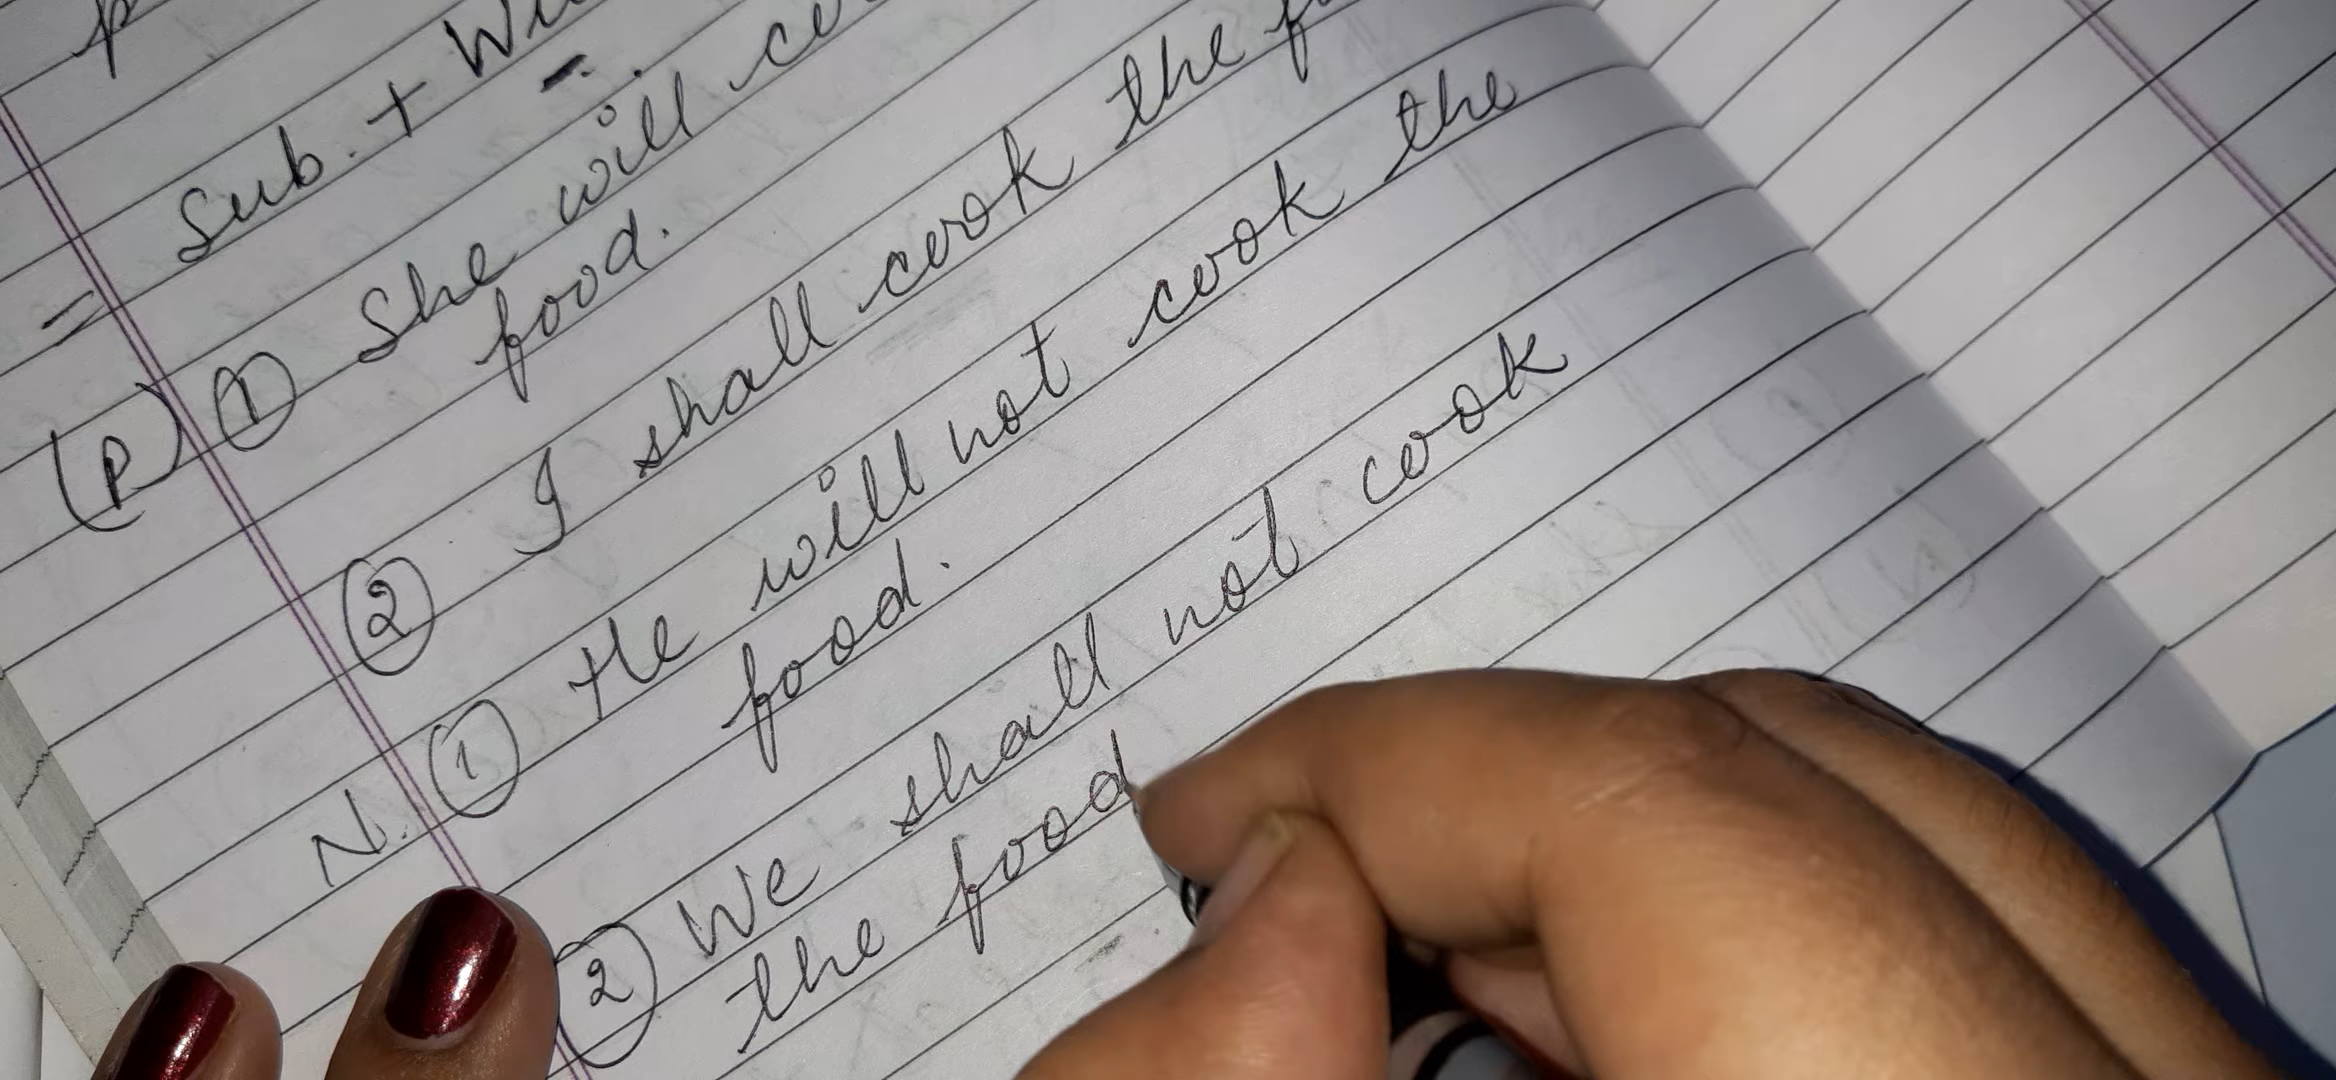 = Sub. +
(P) ① She will
food.
② I shall cook the
N. ① He will not cook the
food.
② We shall not cook
the food